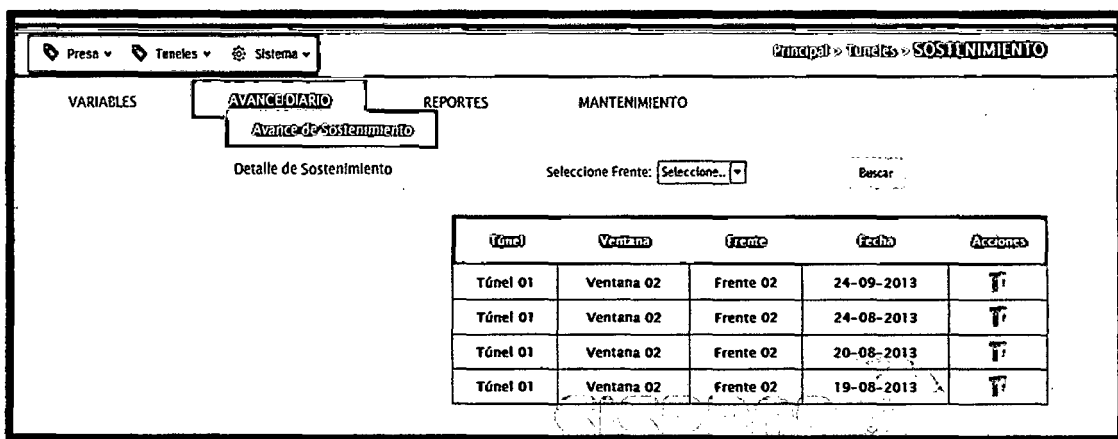 Presa Tuneles Sistema Principal » Tuneles » SOSTENIMIENTO
VARIABLES AVANCE DIARIO REPORTES MANTENIMIENTO
Avance de Sostenimiento
Detalle de Sostenimiento Seleccione Frente: Seleccione.. Buscar
Túnel Ventana Frente Fecha Acciones
Túnel 01 Ventana 02 Frente 02 24-09-2013
Túnel 01 Ventana 02 Frente 02 24-08-2013
Túnel 01 Ventana 02 Frente 02 20-08-2013
Túnel 01 Ventana 02 Frente 02 19-08-2013